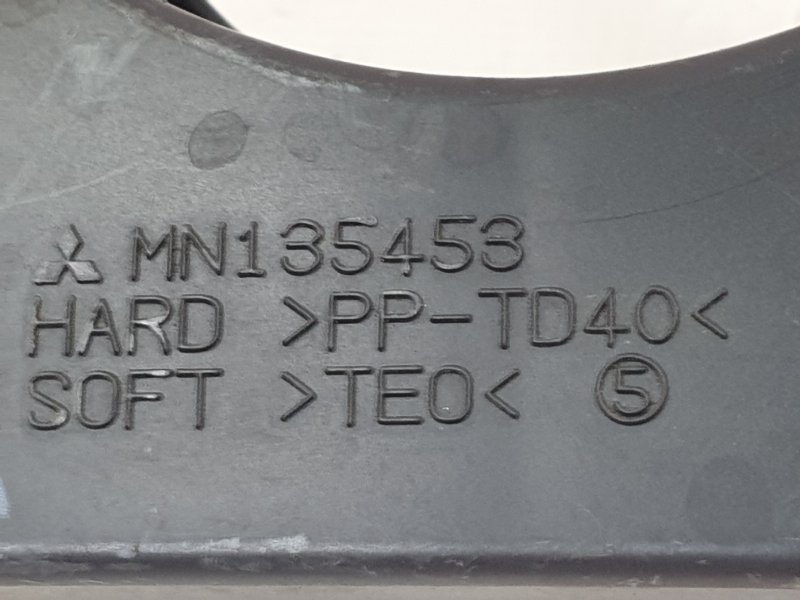 MN135453
HARD >PP-TD40<
SOFT >TEO< ⑤